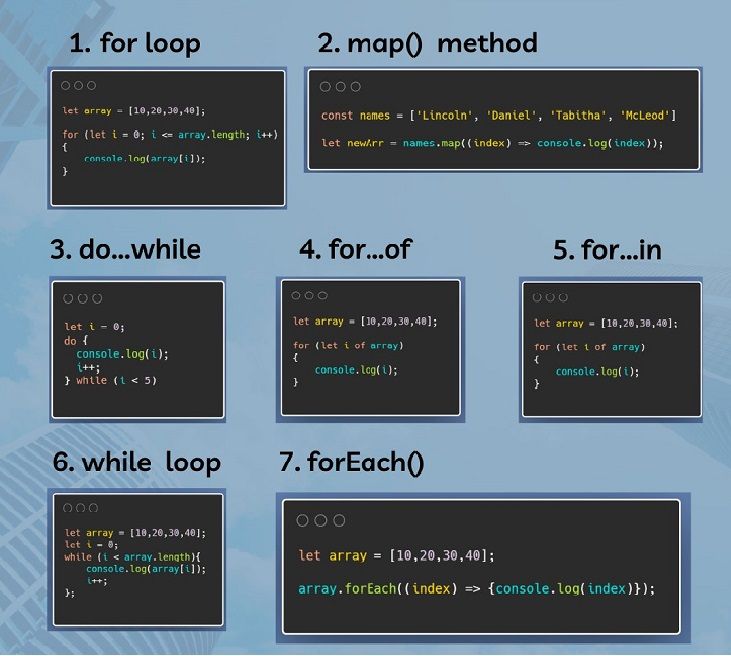 1. for loop
let array = [10,20,30,40];
for (let i = 0; i <= array.length; i++)
{
console.log(array[i]);
}
2. map() method
const names = ['Lincoln', 'Daniel', 'Tabitha', 'McLeod']
let newArr = names.map((index) => console.log(index));
3. do...while
let i = 0;
do {
console.log(i);
i++;
} while (i < 5)
4. for...of
let array = [10,20,30,40];
for (let i of array)
{
console.log(i);
}
5. for...in
let array = [10,20,30,40];
for (let i of array)
{
console.log(i);
}
6. while loop
let array = [10,20,30,40];
let i = 0;
while (i < array.length){
console.log(array[i]);
i++;
};
7. forEach()
let array = [10,20,30,40];
array.forEach((index) => {console.log(index)});